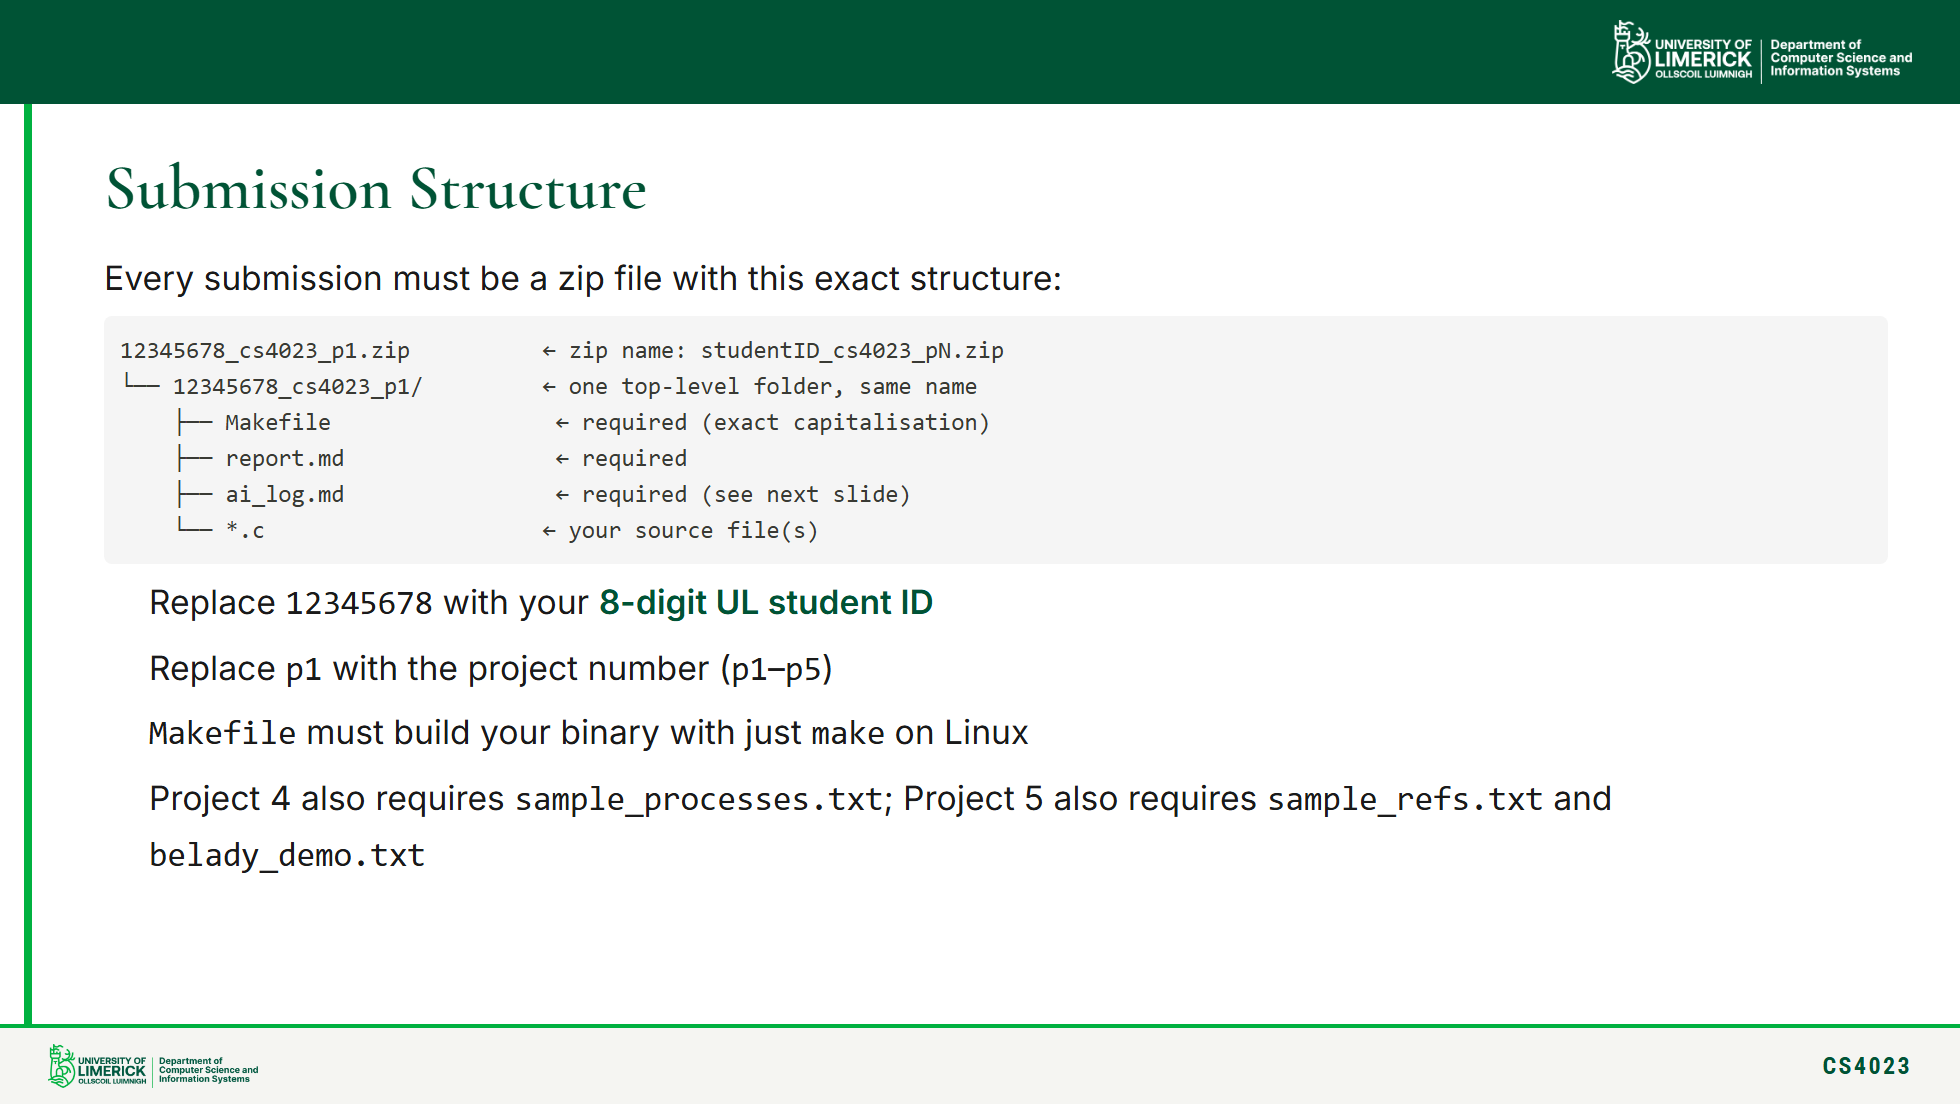 UNIVERSITY OF
LIMERICK
OLLSCOIL LUIMNIGH
Department of
Computer Science and
Information Systems
Submission Structure
Every submission must be a zip file with this exact structure:
12345678_cs4023_p1.zip ← zip name: studentID_cs4023_pN.zip
└── 12345678_cs4023_p1/ ← one top-level folder, same name
├── Makefile ← required (exact capitalisation)
├── report.md ← required
├── ai_log.md ← required (see next slide)
└── *.c ← your source file(s)
Replace 12345678 with your 8-digit UL student ID
Replace p1 with the project number (p1–p5)
Makefile must build your binary with just make on Linux
Project 4 also requires sample_processes.txt; Project 5 also requires sample_refs.txt and
belady_demo.txt
UNIVERSITY OF
LIMERICK
OLLSCOIL LUIMNIGH
Department of
Computer Science and
Information Systems
CS4023